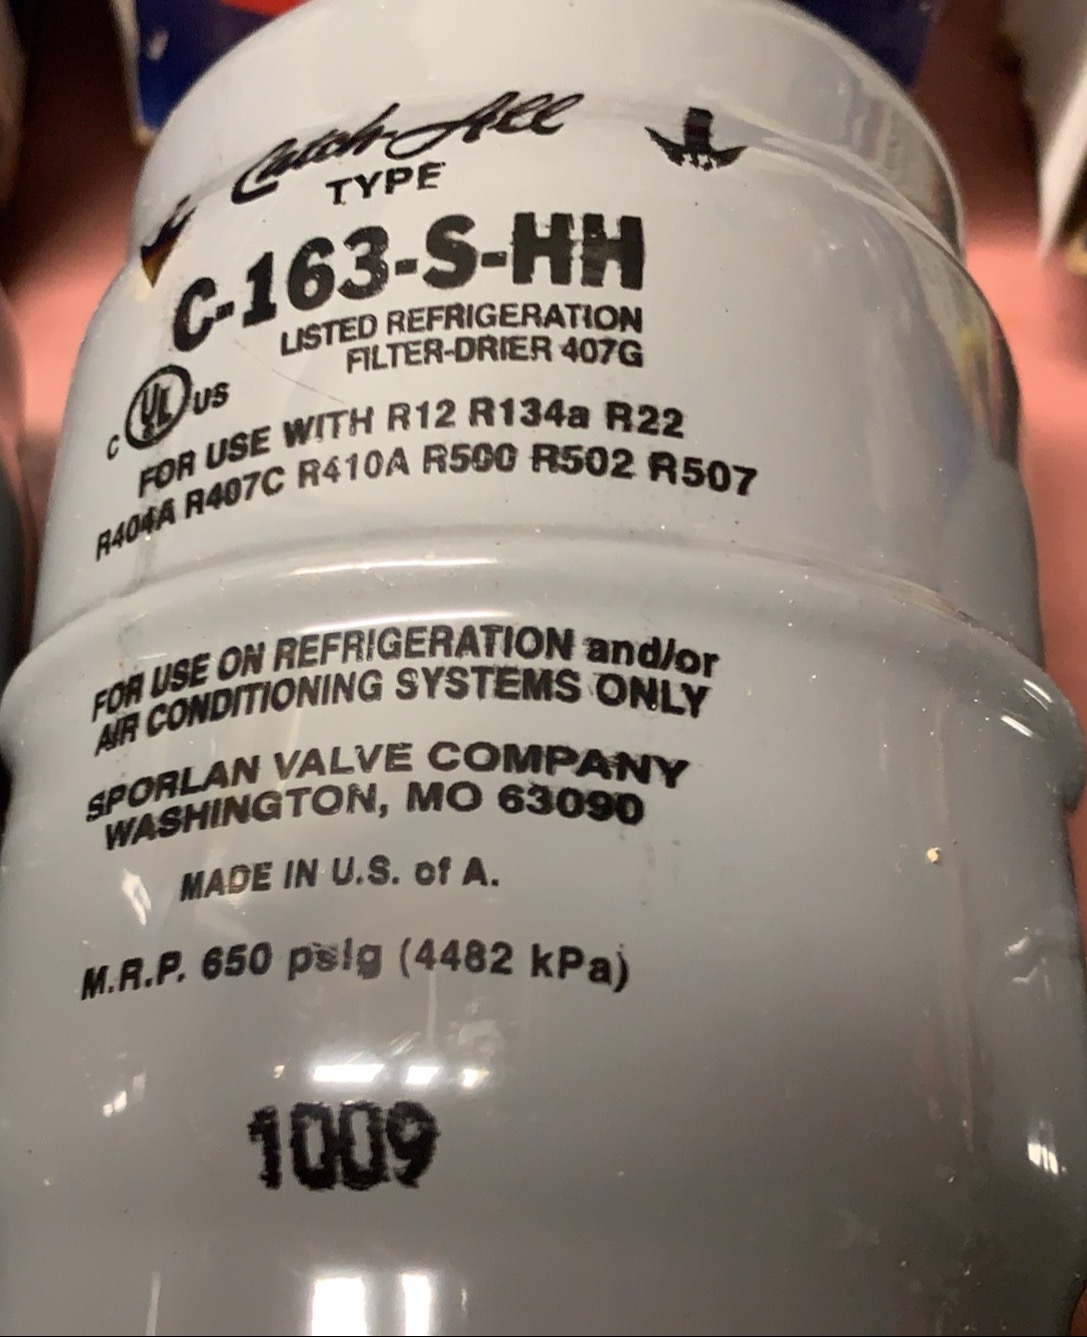 Catch-All
TYPE
C-163-S-HH
LISTED REFRIGERATION
FILTER-DRIER 407G
C UL US
FOR USE WITH R12 R134a R22
R404A R407C R410A R500 R502 R507
FOR USE ON REFRIGERATION and/or
AIR CONDITIONING SYSTEMS ONLY
SPORLAN VALVE COMPANY
WASHINGTON, MO 63090
MADE IN U.S. of A.
M.R.P. 650 psig (4482 kPa)
1009